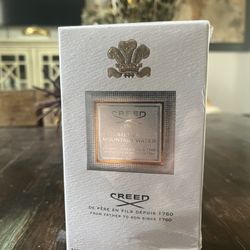 CREED
MOUNTAIN WATER
CREED
DE PÈRE EN FILS DEPUIS 1760
FROM FATHER TO SON SINCE 1760